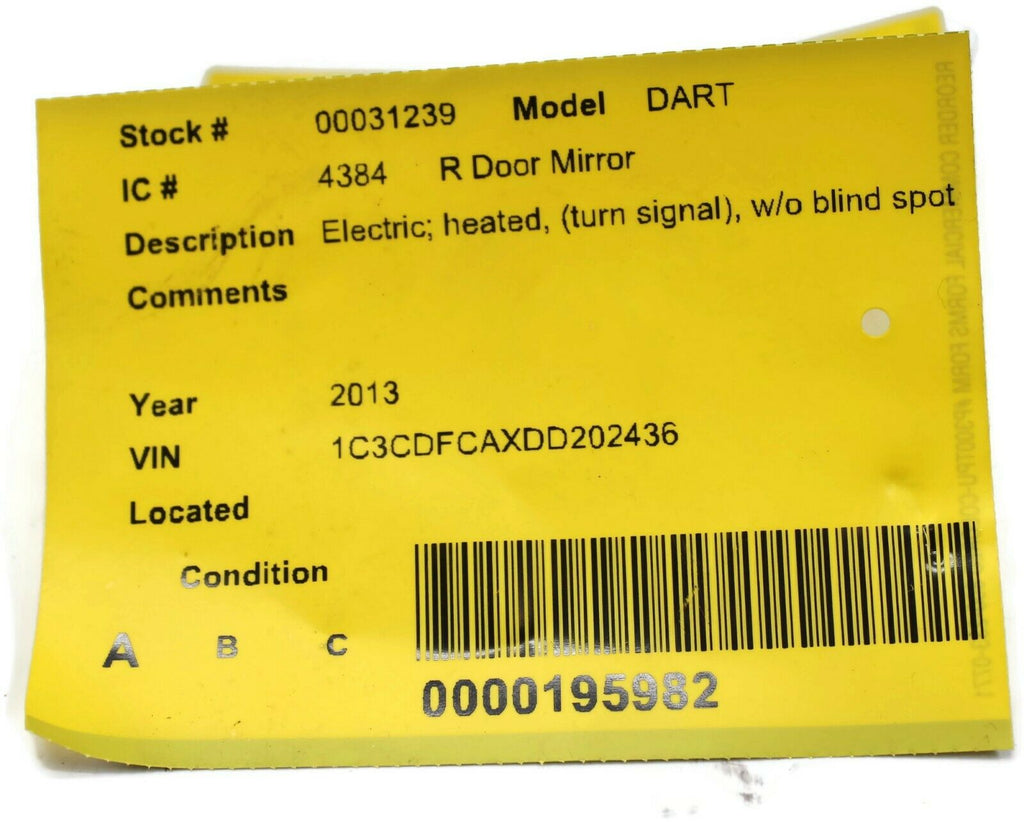 Stock # 00031239 Model DART
IC # 4384 R Door Mirror
Description Electric; heated, (turn signal), w/o blind spot
Comments
Year 2013
VIN 1C3CDFCAXDD202436
Located
Condition
A B C
0000195982